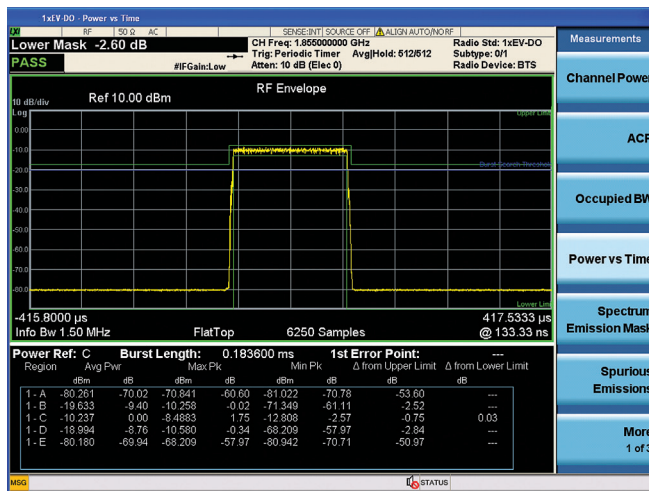 1xEV-DO - Power vs Time
LXI RF 50 Ω AC SENSE:INT SOURCE OFF ALIGN AUTO/NO RF
Lower Mask -2.60 dB
PASS
#IFGain:Low
CH Freq: 1.855000000 GHz
Trig: Periodic Timer Avg|Hold: 512/512
Atten: 10 dB (Elec 0)
Radio Std: 1xEV-DO
Subtype: 0/1
Radio Device: BTS
RF Envelope
10 dB/div Ref 10.00 dBm
Log
Upper Limi
0.00
-10.0
Burst Search Threshol
-20.0
-30.0
-40.0
-50.0
-60.0
-70.0
-80.0
Lower Limi
-415.8000 µs 417.5333 µs
Info Bw 1.50 MHz FlatTop 6250 Samples @ 133.33 ns
Power Ref: C Burst Length: 0.183600 ms 1st Error Point: ---
Region Avg Pwr Max Pk Min Pk Δ from Upper Limit Δ from Lower Limit
dBm dB dBm dB dBm dB dB dB
1 - A -80.261 -70.02 -70.841 -60.60 -81.022 -70.78 -53.60 ---
1 - B -19.633 -9.40 -10.258 -0.02 -71.349 -61.11 -2.52 ---
1 - C -10.237 0.00 -8.4883 1.75 -12.808 -2.57 -0.75 0.03
1 - D -18.994 -8.76 -10.580 -0.34 -68.209 -57.97 -2.84 ---
1 - E -80.180 -69.94 -68.209 -57.97 -80.942 -70.71 -50.97 ---
MSG STATUS
Measurements
Channel Power
ACP
Occupied BW
Power vs Time
Spectrum
Emission Mask
Spurious
Emissions
More
1 of 3